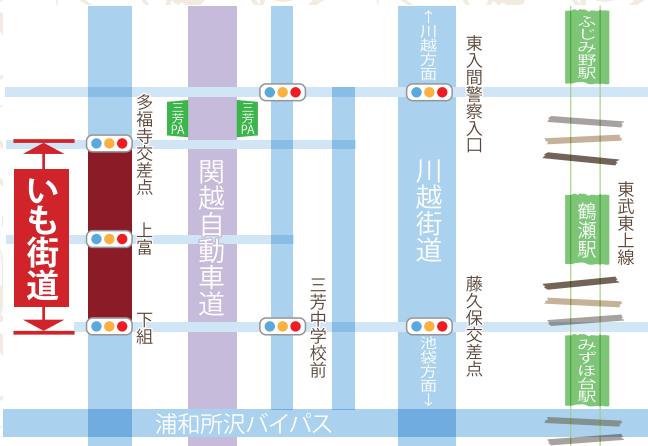 ↑川越方面
ふじみ野駅
東入間警察入口
多福寺交差点
三芳PA
三芳PA
いも街道
関越自動車道
川越街道
東武東上線
鶴瀬駅
上富
下組
三芳中学校前
藤久保交差点
池袋方面↓
みずほ台駅
浦和所沢バイパス